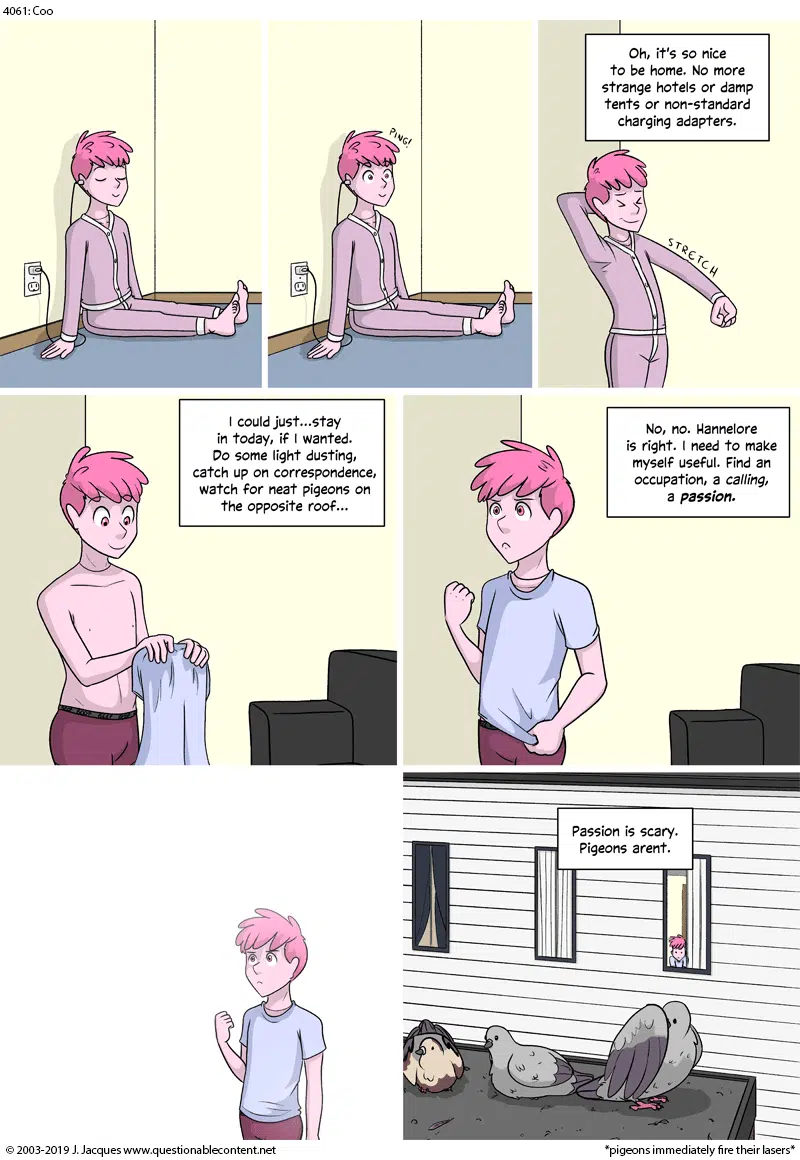 4061: Coo
PING!
Oh, it's so nice
to be home. No more
strange hotels or damp
tents or non-standard
charging adapters.
STRETCH
I could just...stay
in today, if I wanted.
Do some light dusting,
catch up on correspondence,
watch for neat pigeons on
the opposite roof...
No, no. Hannelore
is right. I need to make
myself useful. Find an
occupation, a calling,
a passion.
Passion is scary.
Pigeons arent.
© 2003-2019 J. Jacques www.questionablecontent.net
*pigeons immediately fire their lasers*